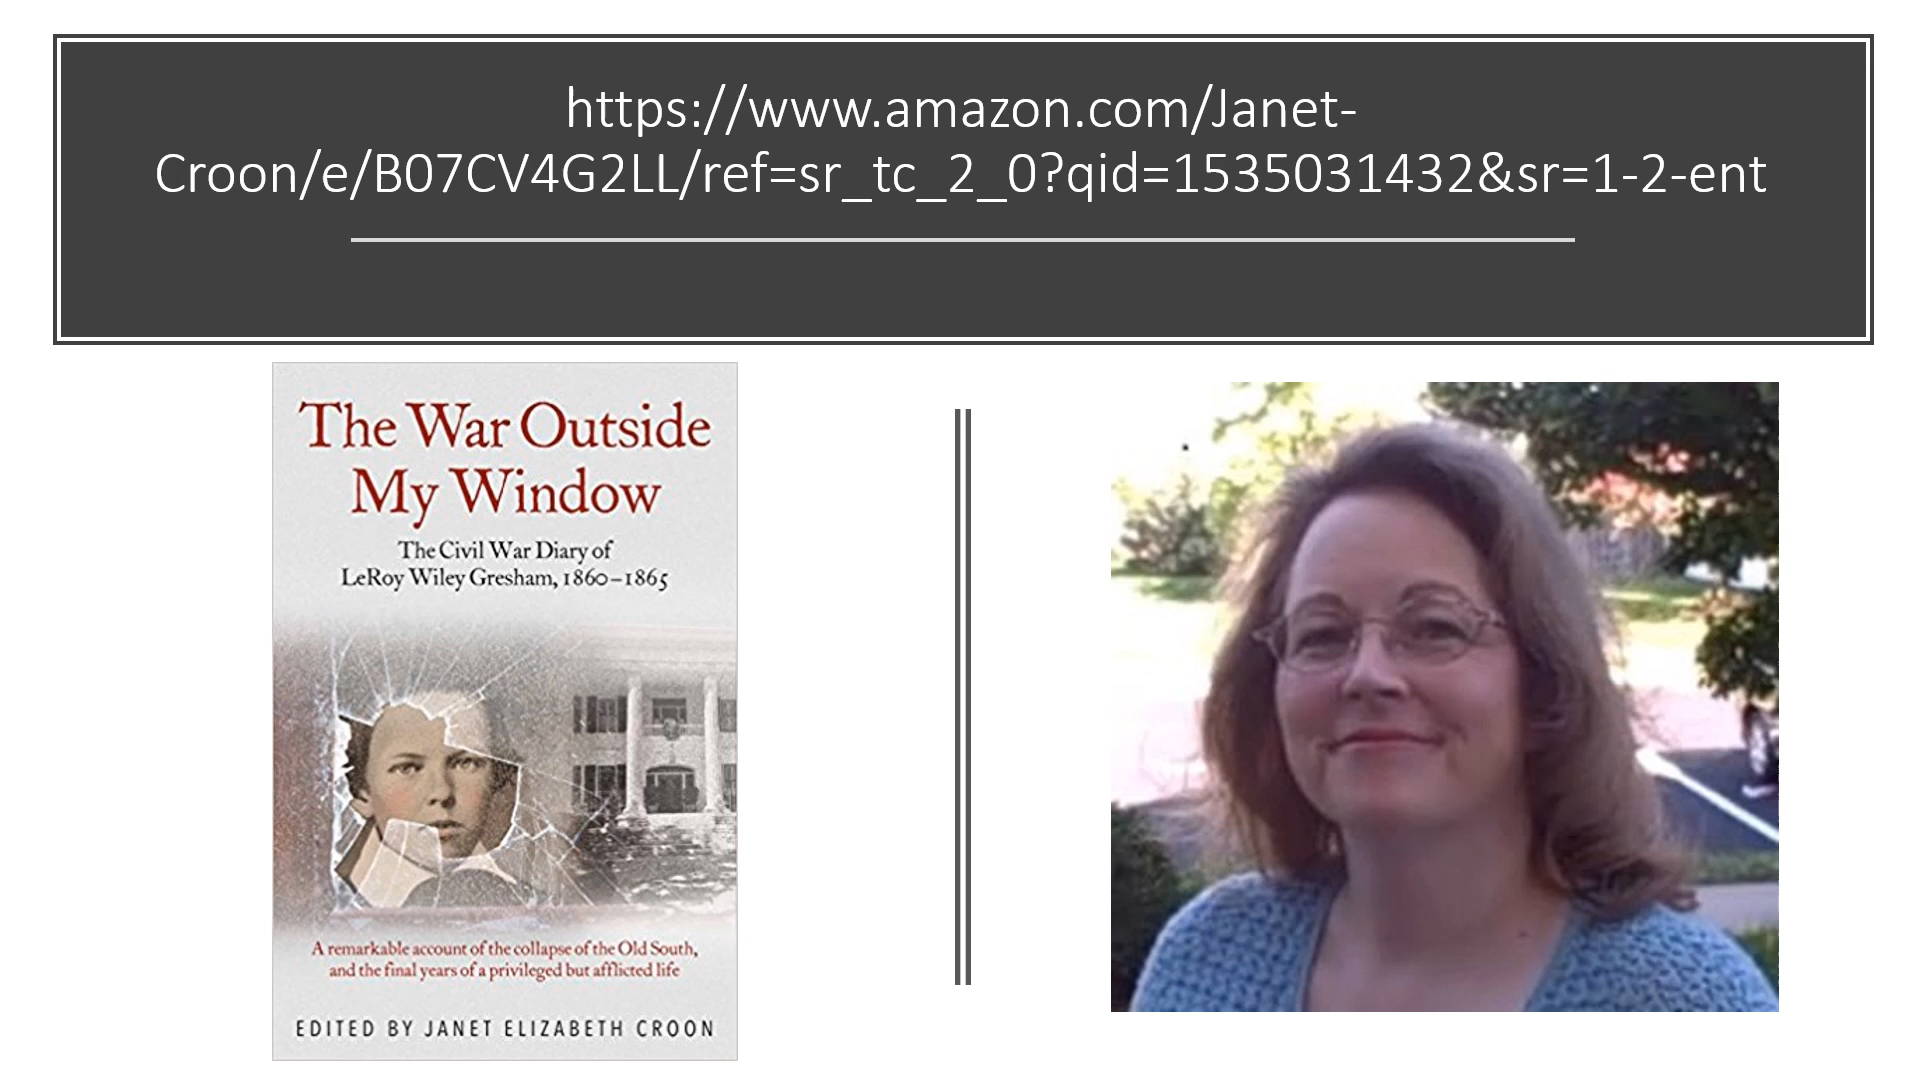 https://www.amazon.com/Janet-
Croon/e/B07CV4G2LL/ref=sr_tc_2_0?qid=1535031432&sr=1-2-ent
The War Outside
My Window
The Civil War Diary of
LeRoy Wiley Gresham, 1860–1865
A remarkable account of the collapse of the Old South,
and the final years of a privileged but afflicted life
EDITED BY JANET ELIZABETH CROON